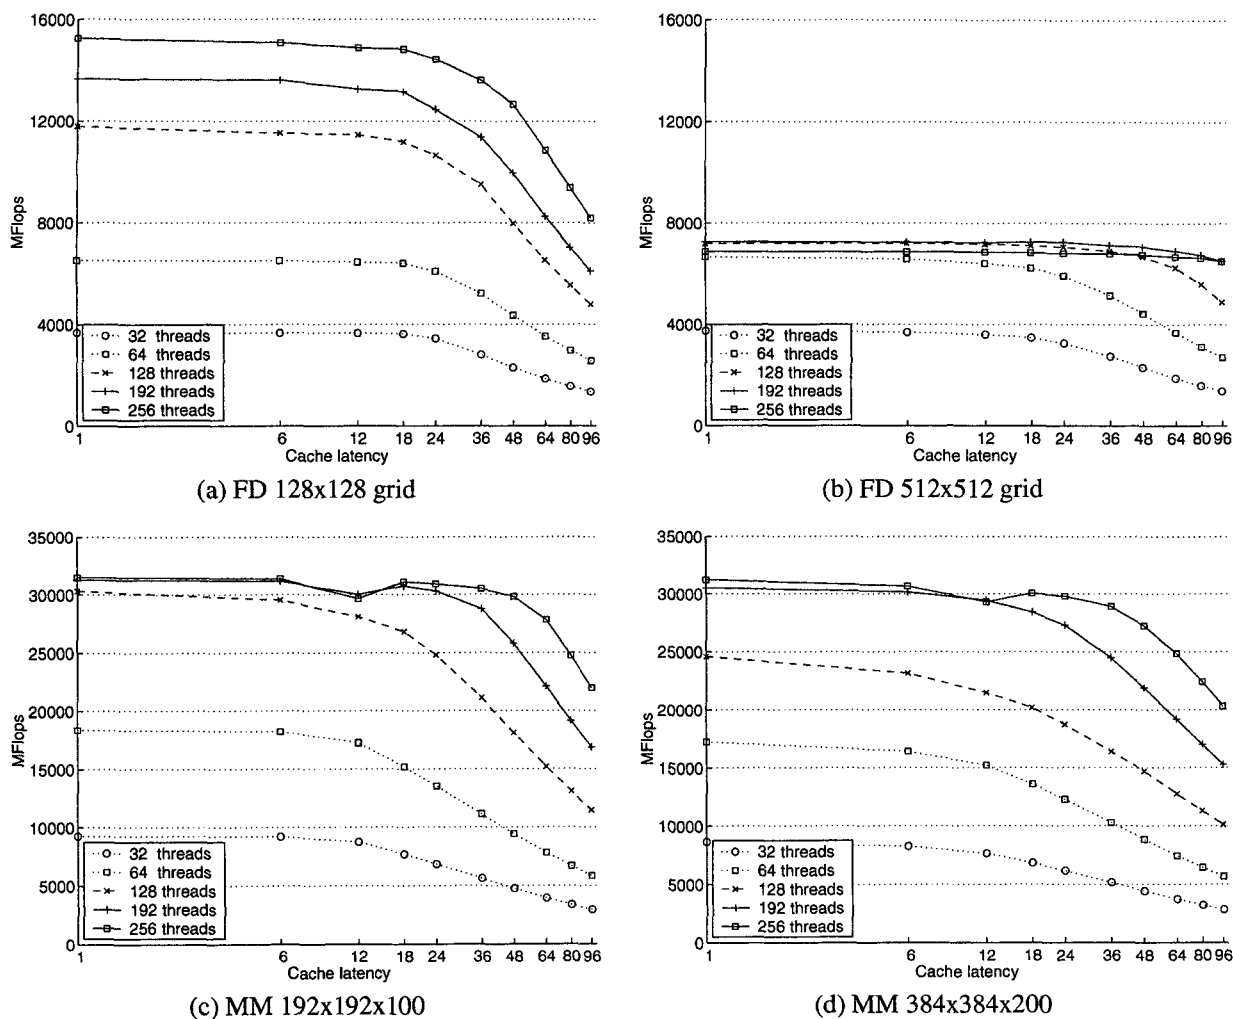 16000
12000
8000
4000
0
MFlops
32 threads
64 threads
128 threads
192 threads
256 threads
1 6 12 18 24 36 48 64 80 96
Cache latency
(a) FD 128x128 grid
16000
12000
8000
4000
0
MFlops
32 threads
64 threads
128 threads
192 threads
256 threads
1 6 12 18 24 36 48 64 80 96
Cache latency
(b) FD 512x512 grid
35000
30000
25000
20000
15000
10000
5000
0
MFlops
32 threads
64 threads
128 threads
192 threads
256 threads
1 6 12 18 24 36 48 64 80 96
Cache latency
(c) MM 192x192x100
35000
30000
25000
20000
15000
10000
5000
0
MFlops
32 threads
64 threads
128 threads
192 threads
256 threads
1 6 12 18 24 36 48 64 80 96
Cache latency
(d) MM 384x384x200